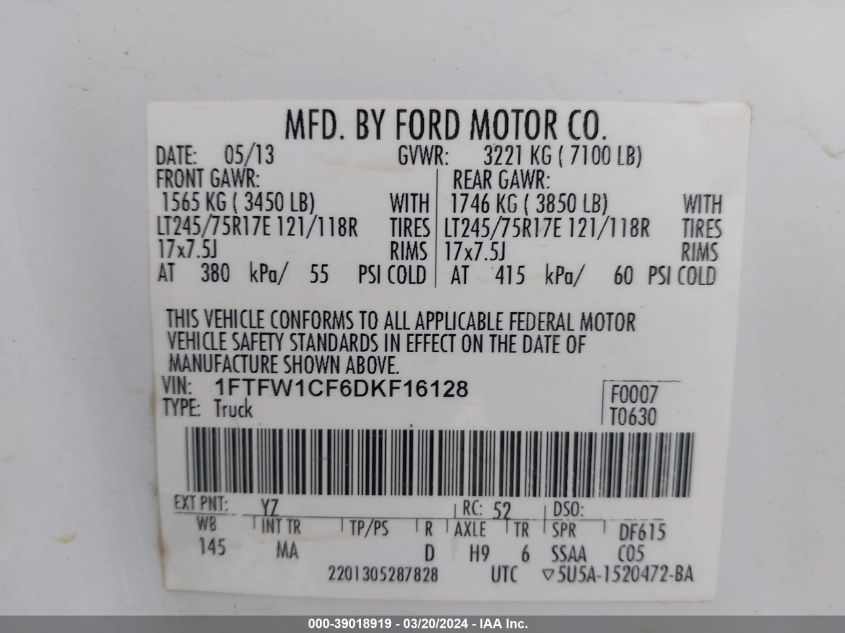 MFD. BY FORD MOTOR CO.
DATE: 05/13 GVWR: 3221 KG ( 7100 LB)
FRONT GAWR: REAR GAWR:
1565 KG ( 3450 LB) WITH 1746 KG ( 3850 LB) WITH
LT245/75R17E 121/118R TIRES LT245/75R17E 121/118R TIRES
17x7.5J RIMS 17x7.5J RIMS
AT 380 kPa/ 55 PSI COLD AT 415 kPa/ 60 PSI COLD
THIS VEHICLE CONFORMS TO ALL APPLICABLE FEDERAL MOTOR
VEHICLE SAFETY STANDARDS IN EFFECT ON THE DATE OF
MANUFACTURE SHOWN ABOVE.
VIN: 1FTFW1CF6DKF16128 F0007
TYPE: Truck T0630
EXT PNT: YZ RC: 52 DSO:
WB INT TR TP/PS R AXLE TR SPR DF615
145 MA D H9 6 SSAA C05
2201305287828 UTC ▽5U5A-1520472-BA
000-39018919 - 03/20/2024 - IAA Inc.